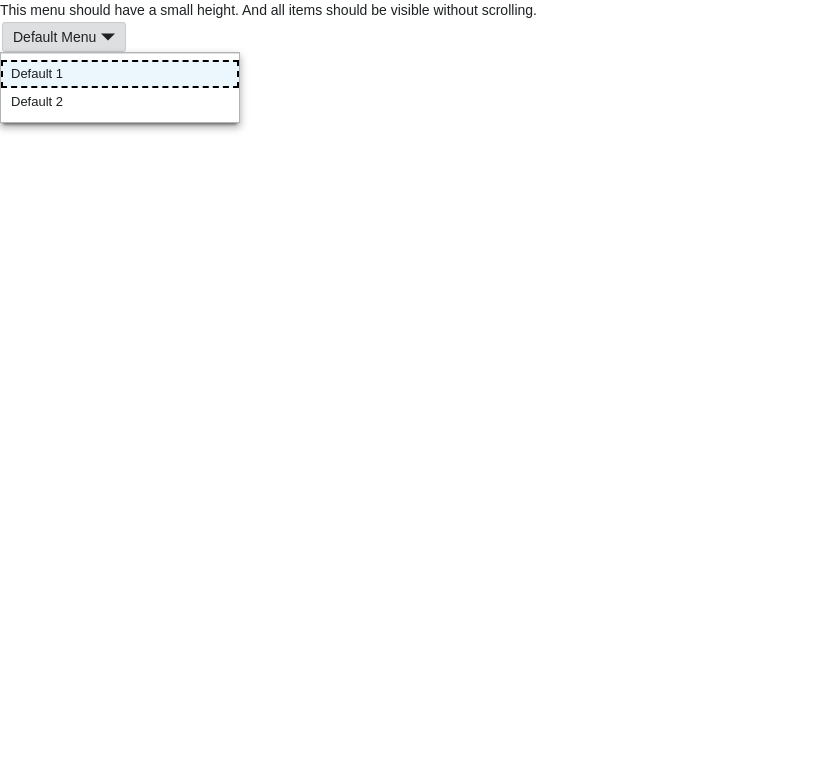 This menu should have a small height. And all items should be visible without scrolling.
Default Menu
Default 1
Default 2